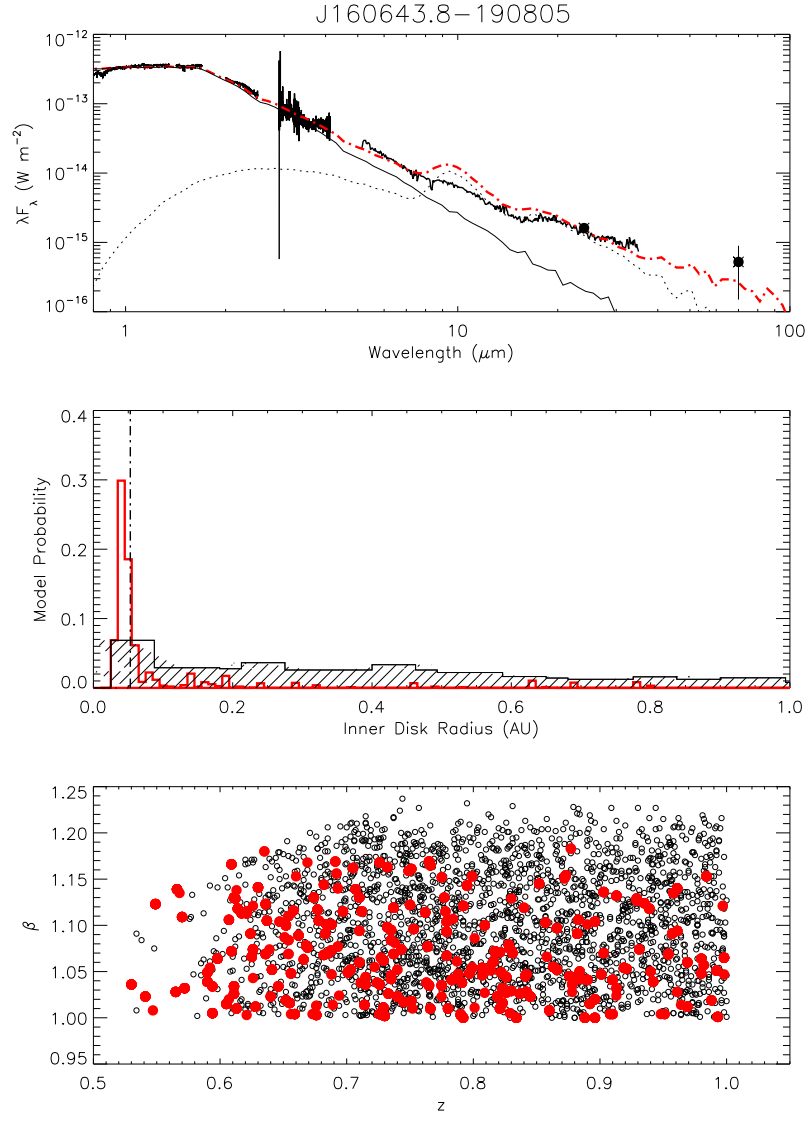 J160643.8−190805
10⁻¹²
10⁻¹³
10⁻¹⁴
10⁻¹⁵
10⁻¹⁶
λF_λ (W m⁻²)
1 10 100
Wavelength (μm)
0.4
0.3
0.2
0.1
0.0
Model Probability
0.0 0.2 0.4 0.6 0.8 1.0
Inner Disk Radius (AU)
1.25
1.20
1.15
1.10
1.05
1.00
0.95
β
0.5 0.6 0.7 0.8 0.9 1.0
z